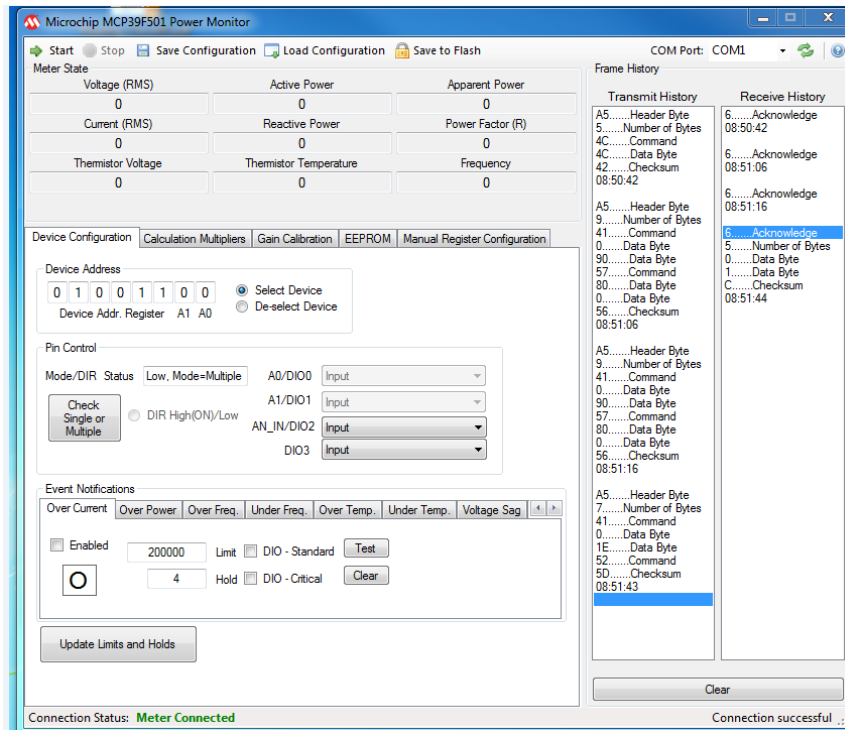 Microchip MCP39F501 Power Monitor
Start Stop Save Configuration Load Configuration Save to Flash COM Port: COM1
Meter State
Voltage (RMS) Active Power Apparent Power
0 0 0
Current (RMS) Reactive Power Power Factor (R)
0 0 0
Thermistor Voltage Thermistor Temperature Frequency
0 0 0
Device Configuration Calculation Multipliers Gain Calibration EEPROM Manual Register Configuration
Device Address
0 1 0 0 1 1 0 0 Select Device
De-select Device
Device Addr. Register A1 A0
Pin Control
Mode/DIR Status Low, Mode=Multiple A0/DIO0 Input
Check Single or Multiple DIR High(ON)/Low A1/DIO1 Input
AN_IN/DIO2 Input
DIO3 Input
Event Notifications
Over Current Over Power Over Freq. Under Freq. Over Temp. Under Temp. Voltage Sag
Enabled 200000 Limit DIO - Standard Test
O 4 Hold DIO - Critical Clear
Update Limits and Holds
Frame History
Transmit History
A5.......Header Byte
5.......Number of Bytes
4C.......Command
4C.......Data Byte
42.......Checksum
08:50:42
A5.......Header Byte
9.......Number of Bytes
41.......Command
0.......Data Byte
90.......Data Byte
57.......Command
80.......Data Byte
0.......Data Byte
56.......Checksum
08:51:06
A5.......Header Byte
9.......Number of Bytes
41.......Command
0.......Data Byte
90.......Data Byte
57.......Command
80.......Data Byte
0.......Data Byte
56.......Checksum
08:51:16
A5.......Header Byte
7.......Number of Bytes
41.......Command
0.......Data Byte
1E.......Data Byte
52.......Command
5D.......Checksum
08:51:43
Receive History
6.......Acknowledge
08:50:42
6.......Acknowledge
08:51:06
6.......Acknowledge
08:51:16
6.......Acknowledge
5.......Number of Bytes
0.......Data Byte
1.......Data Byte
C.......Checksum
08:51:44
Clear
Connection Status: Meter Connected Connection successful